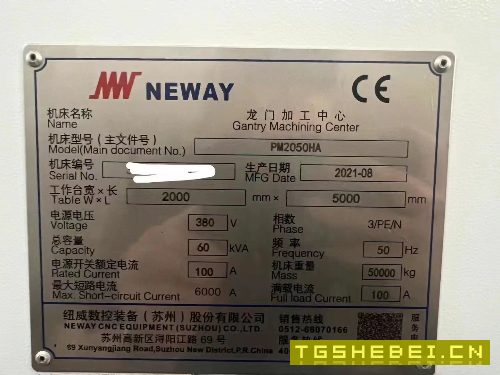 NEWAY
CE
机床名称 龙门加工中心
Name Gantry Machining Center
机床型号(主文件号)
Model(Main document No.) PM2050HA
机床编号 生产日期
Serial No. MFG Date 2021-08
工作台宽×长
Table W×L 2000 mm× 5000 mm
电源电压 相数
Voltage 380 V Phase 3/PE/N
总容量 频率
Capacity 60 kVA Frequency 50 Hz
电源开关额定电流 机床重量
Rated Current 100 A Mass 50000 kg
最大短路电流 满载电流
Max. Short-circuit Current 6000 A Full load Current 100 A
纽威数控装备(苏州)股份有限公司 销售热线
NEWAY CNC EQUIPMENT (SUZHOU) CO.,LTD. 0512-68070166
苏州高新区浔阳江路69号
69 Xunyangjiang Road,Suzhou New District,P.R.China
TGSHEBEI.CN